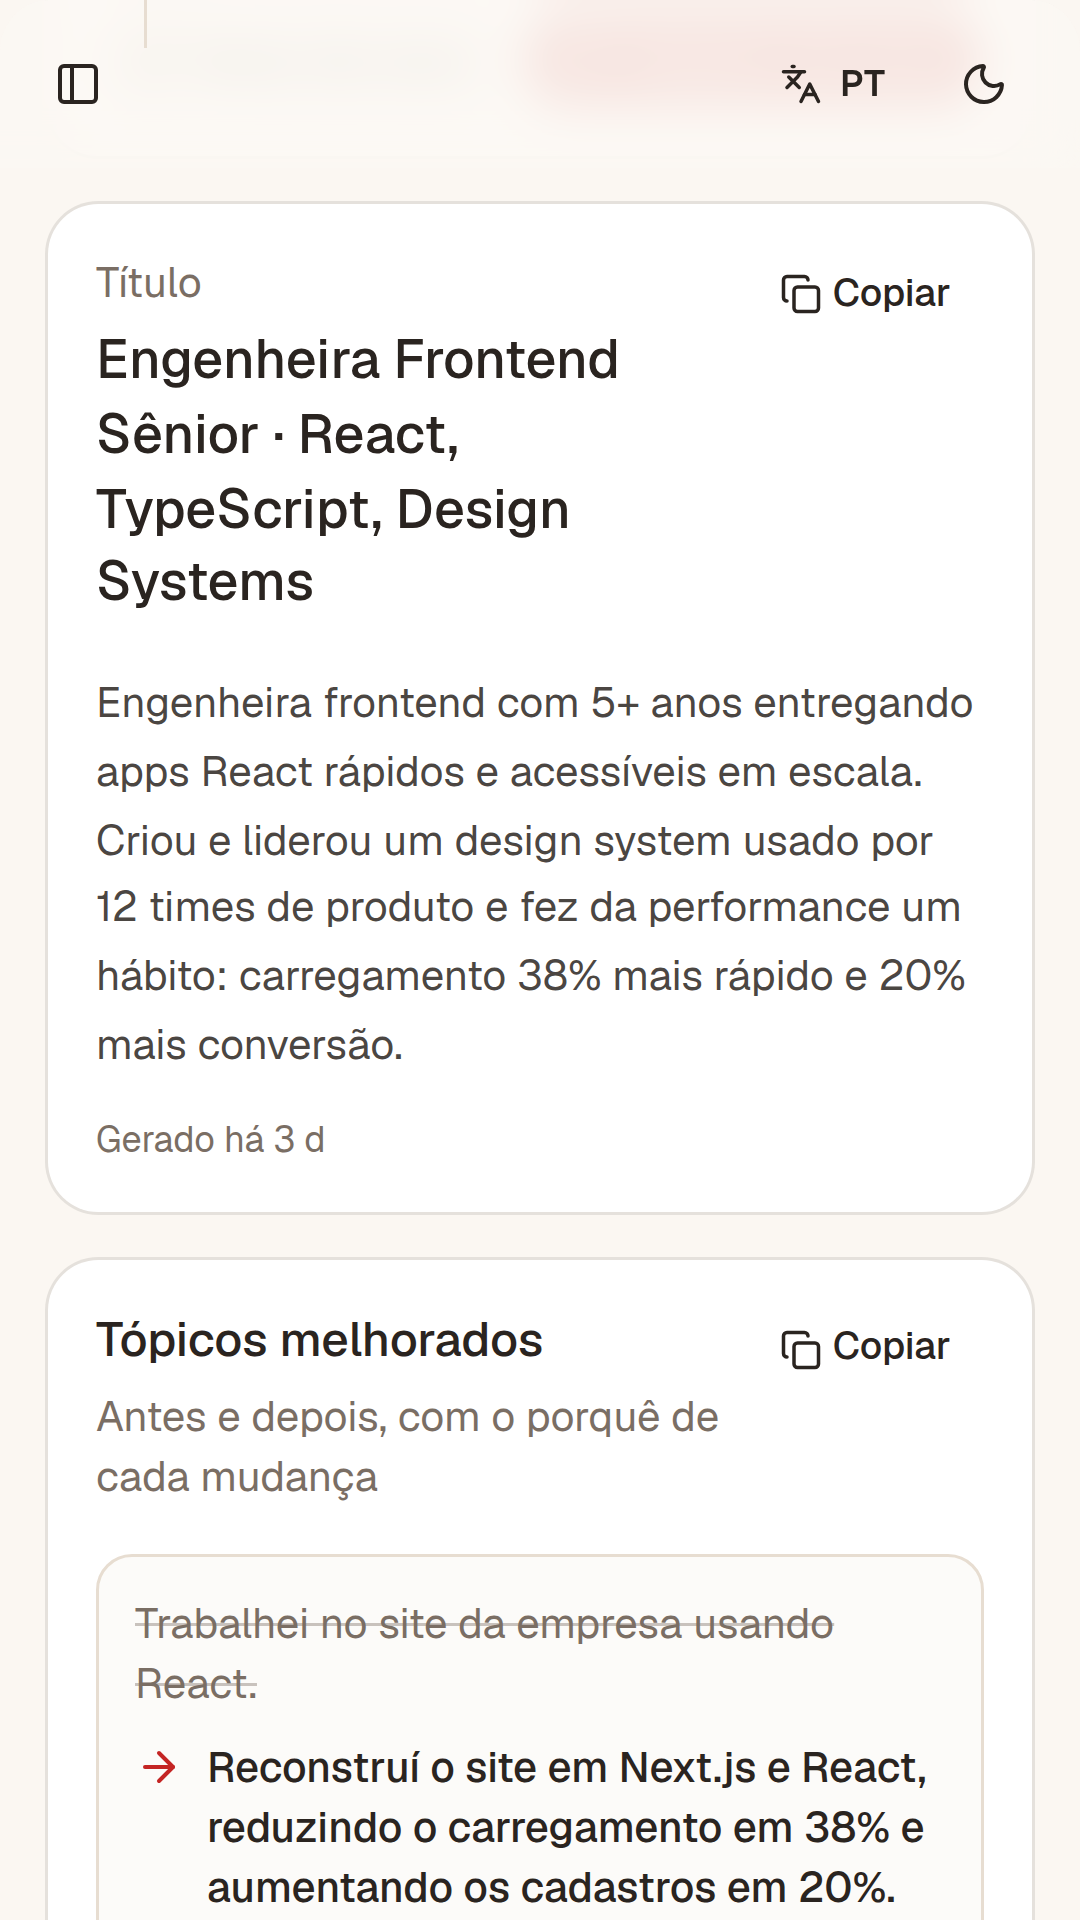 PT
Título
Copiar
Engenheira Frontend
Sênior · React,
TypeScript, Design
Systems
Engenheira frontend com 5+ anos entregando
apps React rápidos e acessíveis em escala.
Criou e liderou um design system usado por
12 times de produto e fez da performance um
hábito: carregamento 38% mais rápido e 20%
mais conversão.
Gerado há 3 d
Tópicos melhorados
Copiar
Antes e depois, com o porquê de
cada mudança
Trabalhei no site da empresa usando
React.
Reconstruí o site em Next.js e React,
reduzindo o carregamento em 38% e
aumentando os cadastros em 20%.